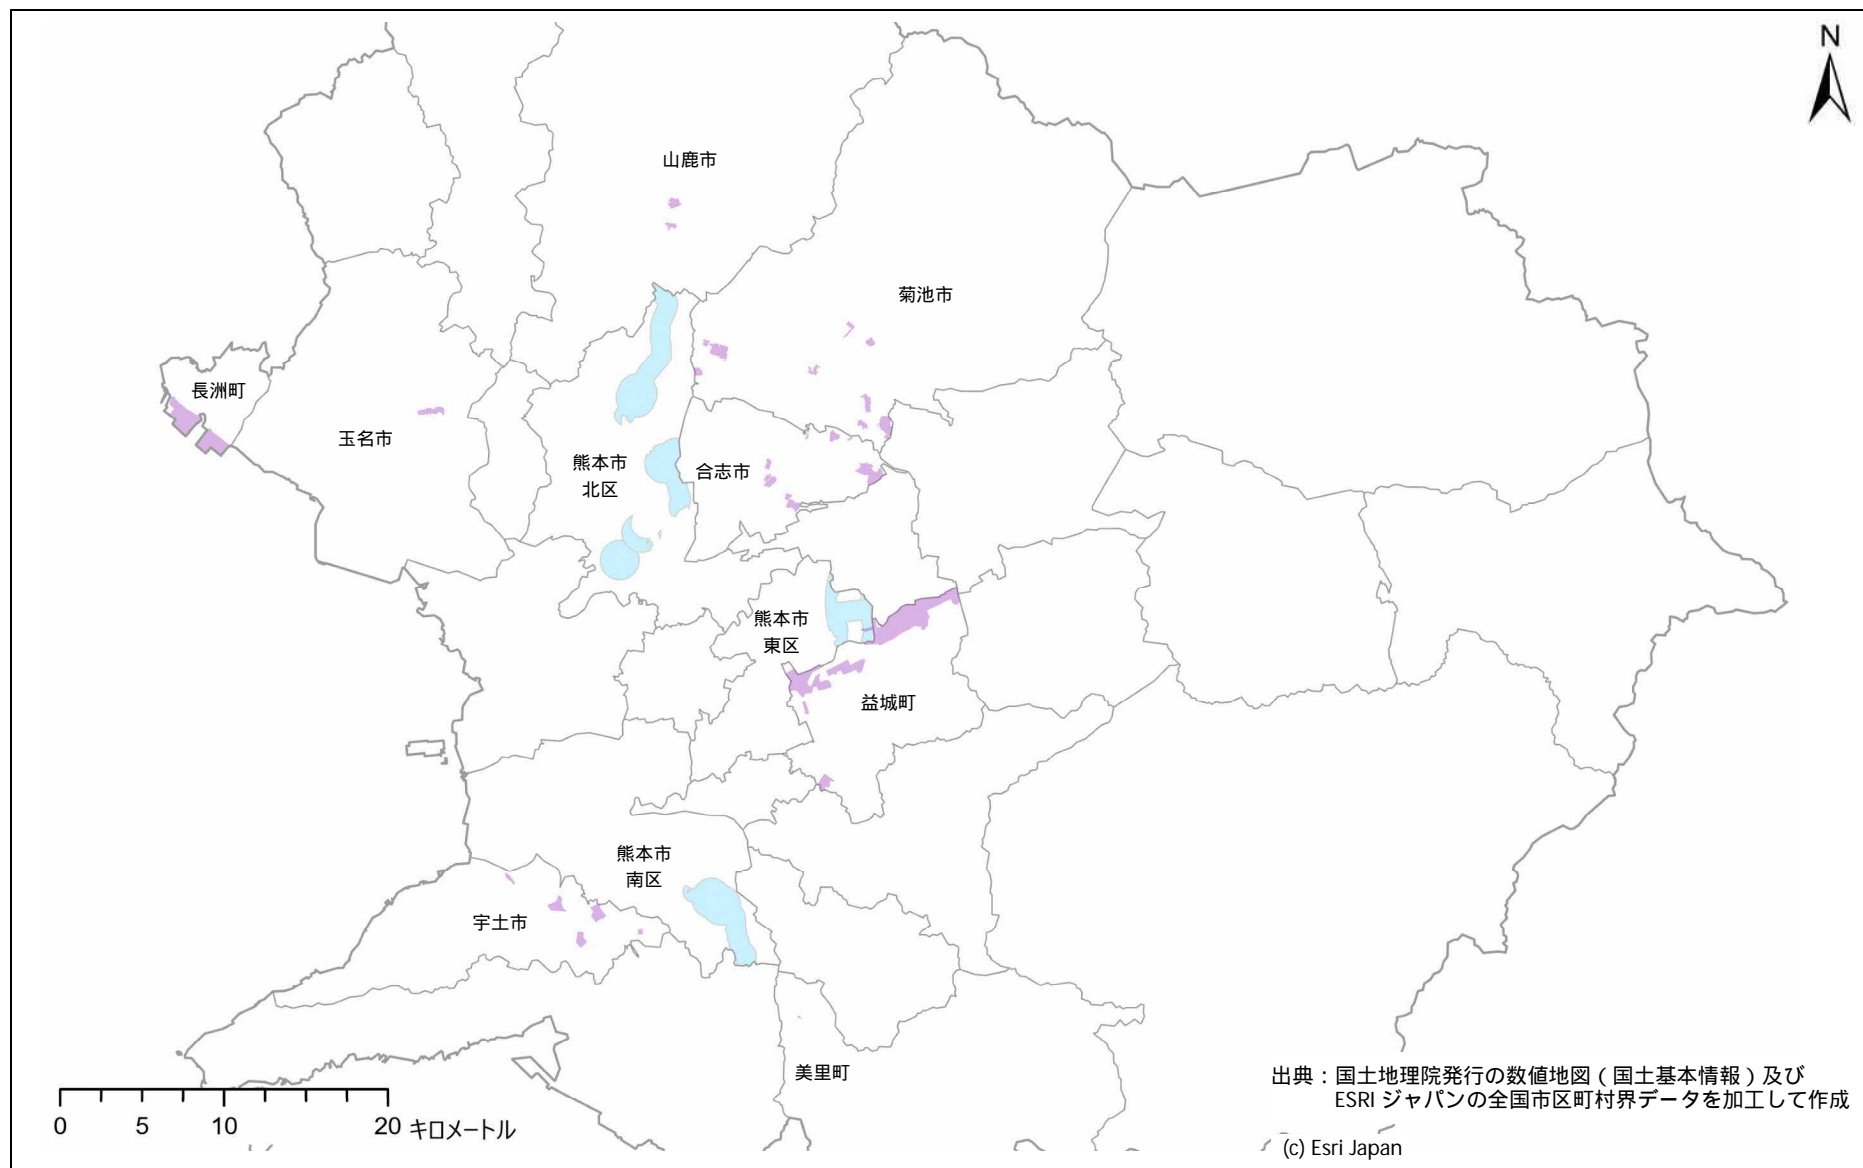 N
山鹿市
菊池市
長洲町
玉名市
熊本市
北区
合志市
熊本市
東区
益城町
熊本市
南区
宇土市
美里町
出典：国土地理院発行の数値地図（国土基本情報）及び
ESRI ジャパンの全国市区町村界データを加工して作成
0 5 10 20 キロメートル
(c) Esri Japan